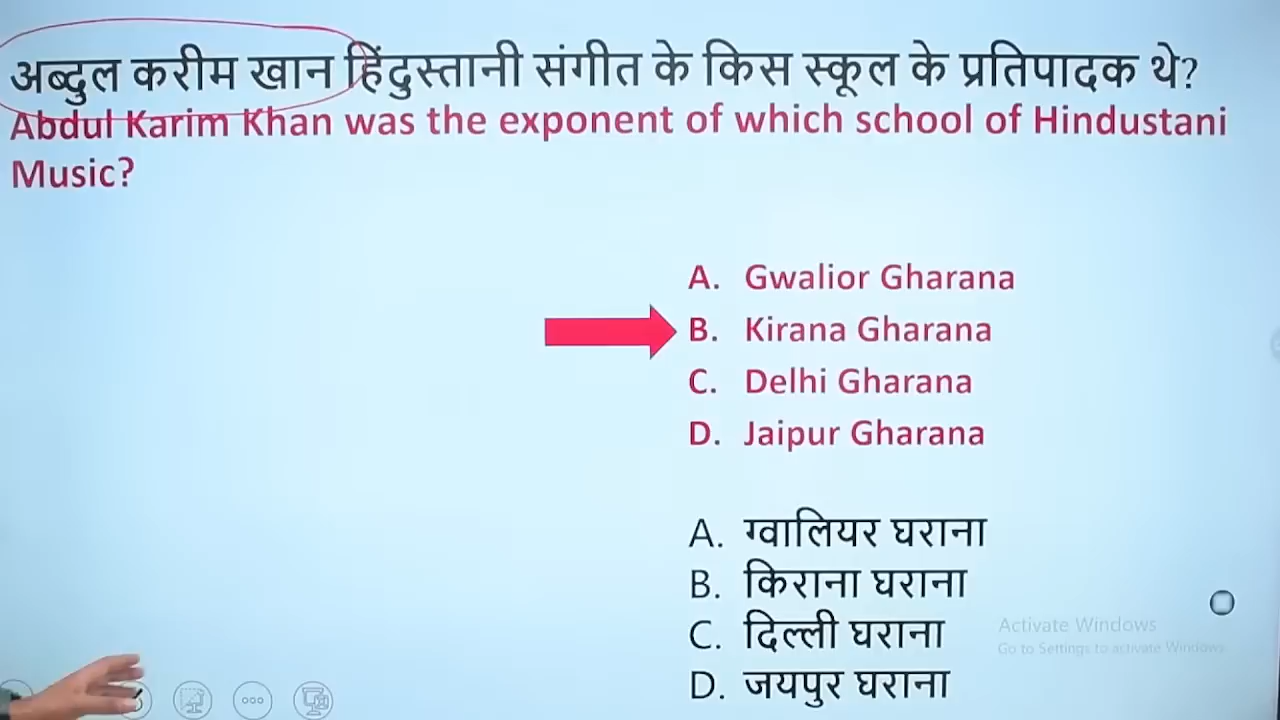 अब्दुल करीम खान हिंदुस्तानी संगीत के किस स्कूल के प्रतिपादक थे?
Abdul Karim Khan was the exponent of which school of Hindustani
Music?
A. Gwalior Gharana
B. Kirana Gharana
C. Delhi Gharana
D. Jaipur Gharana
A. ग्वालियर घराना
B. किराना घराना
C. दिल्ली घराना
D. जयपुर घराना
Activate Windows
Go to Settings to activate Windows.